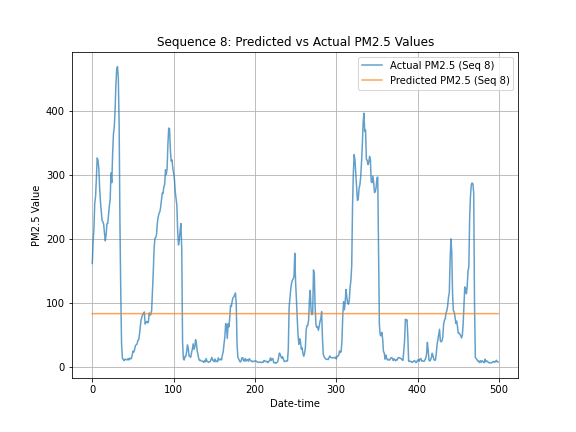 Sequence 8: Predicted vs Actual PM2.5 Values
Actual PM2.5 (Seq 8)
Predicted PM2.5 (Seq 8)
PM2.5 Value
400
300
200
100
0
0 100 200 300 400 500
Date-time